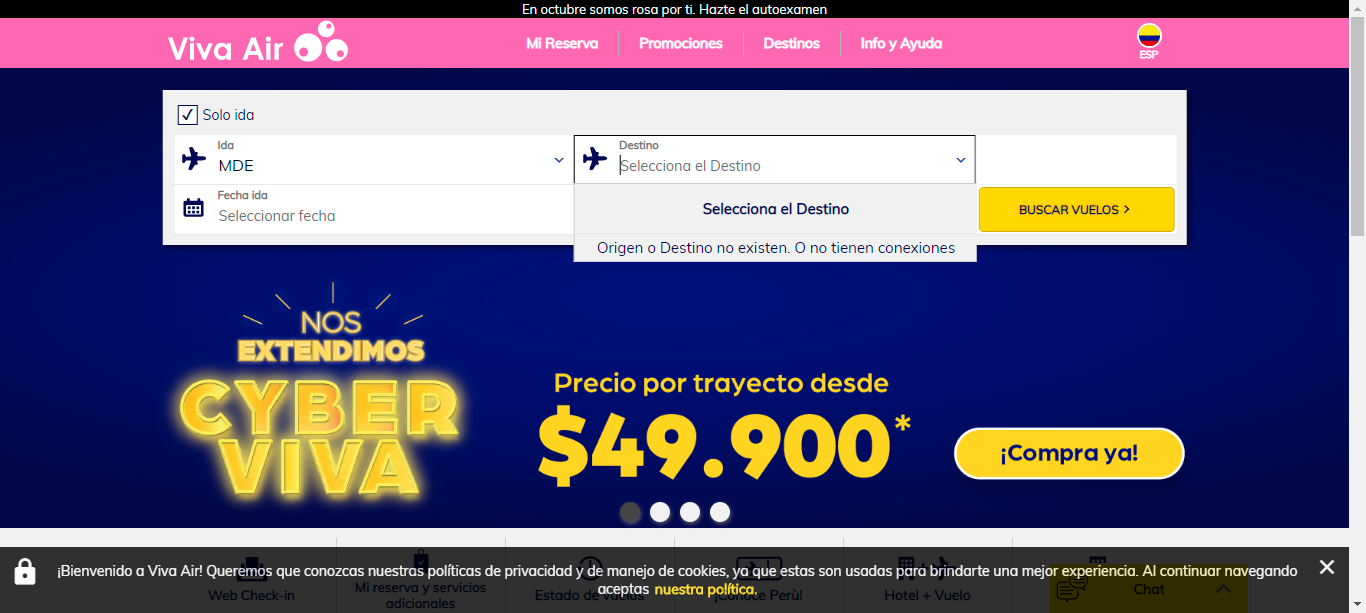 En octubre somos rosa por ti. Hazte el autoexamen
Viva Air
Mi Reserva
Promociones
Destinos
Info y Ayuda
ESP
Solo ida
Ida
MDE
Destino
Selecciona el Destino
Fecha ida
Seleccionar fecha
Selecciona el Destino
BUSCAR VUELOS
Origen o Destino no existen. O no tienen conexiones
NOS
EXTENDIMOS
CYBER
VIVA
Precio por trayecto desde
$49.900*
¡Compra ya!
¡Bienvenido a Viva Air! Queremos que conozcas nuestras políticas de privacidad y de manejo de cookies, ya que estas son usadas para brindarte una mejor experiencia. Al continuar navegando
aceptas nuestra política.
Web Check-in
Mi reserva y servicios
adicionales
Estado de vuelos
¡Conoce Perù!
Hotel + Vuelo
Chat